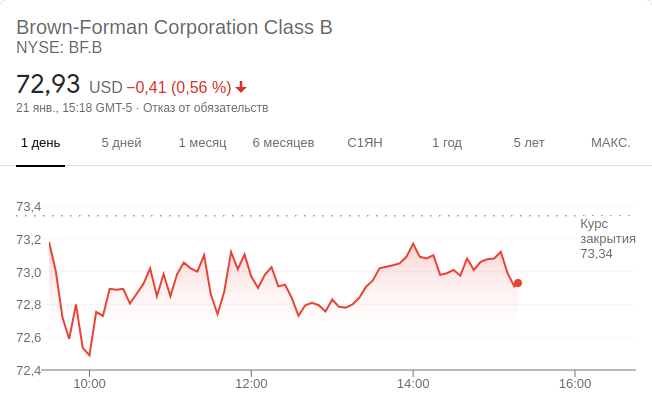 Brown-Forman Corporation Class B
NYSE: BF.B
72,93 USD −0,41 (0,56 %)
21 янв., 15:18 GMT-5 · Отказ от обязательств
1 день 5 дней 1 месяц 6 месяцев С1ЯН 1 год 5 лет МАКС.
73,4
Курс
закрытия
73,34
73,2
73,0
72,8
72,6
72,4
10:00 12:00 14:00 16:00